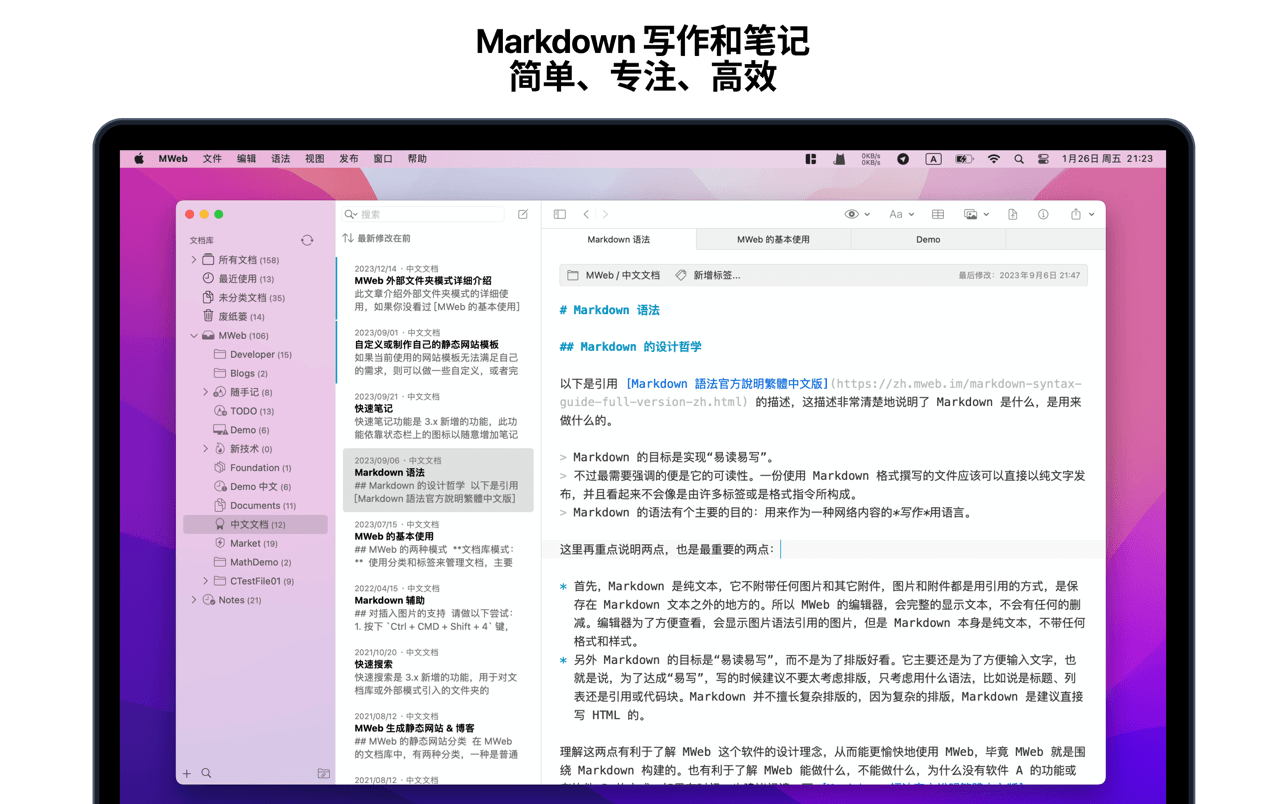 Markdown 写作和笔记
简单、专注、高效
MWeb 文件 编辑 语法 视图 发布 窗口 帮助
0KB/s
0KB/s
A
1月26日 周五 21:23
文档库
所有文档 (158)
最近使用 (13)
未分类文档 (35)
废纸篓 (14)
MWeb (106)
Developer (15)
Blogs (2)
随手记 (8)
TODO (13)
Demo (6)
新技术 (0)
Foundation (1)
Demo 中文 (6)
Documents (11)
中文文档 (12)
Market (19)
MathDemo (2)
CTestFile01 (9)
Notes (21)
搜索
最新修改在前
2023/12/14 · 中文文档
MWeb 外部文件夹模式详细介绍
此文章介绍外部文件夹模式的详细使
用，如果你没看过 [MWeb 的基本使用]
2023/09/01 · 中文文档
自定义或制作自己的静态网站模板
如果当前使用的网站模板无法满足自己
的需求，则可以做一些自定义，或者完
2023/09/21 · 中文文档
快速笔记
快速笔记功能是 3.x 新增的功能，此功
能依靠状态栏上的图标以随意增加笔记
2023/09/06 · 中文文档
Markdown 语法
## Markdown 的设计哲学 以下是引用
[Markdown 語法官方說明繁體中文版]
2023/07/15 · 中文文档
MWeb 的基本使用
## MWeb 的两种模式 **文档库模式：
** 使用分类和标签来管理文档，主要
2022/04/15 · 中文文档
Markdown 辅助
## 对插入图片的支持 请做以下尝试：
1. 按下 `Ctrl + CMD + Shift + 4` 键，
2021/10/20 · 中文文档
快速搜索
快速搜索是 3.x 新增的功能，用于对文
档库或外部模式引入的文件夹的
2021/08/12 · 中文文档
MWeb 生成静态网站 & 博客
## MWeb 的静态网站分类 在 MWeb
的文档库中，有两种分类，一种是普通
2021/08/12 · 中文文档
Aa
Markdown 语法
MWeb 的基本使用
Demo
MWeb / 中文文档 新增标签...
最后修改：2023年9月6日 21:47
# Markdown 语法
## Markdown 的设计哲学
以下是引用 [Markdown 語法官方說明繁體中文版](https://zh.mweb.im/markdown-syntax-
guide-full-version-zh.html) 的描述，这描述非常清楚地说明了 Markdown 是什么，是用来
做什么的。
> Markdown 的目标是实现“易读易写”。
> 不过最需要强调的便是它的可读性。一份使用 Markdown 格式撰写的文件应该可以直接以纯文字发
布，并且看起来不会像是由许多标签或是格式指令所构成。
> Markdown 的语法有个主要的目的：用来作为一种网络内容的*写作*用语言。
这里再重点说明两点，也是最重要的两点：
* 首先，Markdown 是纯文本，它不附带任何图片和其它附件，图片和附件都是用引用的方式，是保
存在 Markdown 文本之外的地方的。所以 MWeb 的编辑器，会完整的显示文本，不会有任何的删
减。编辑器为了方便查看，会显示图片语法引用的图片，但是 Markdown 本身是纯文本，不带任何
格式和样式。
* 另外 Markdown 的目标是“易读易写”，而不是为了排版好看。它主要还是为了方便输入文字，也
就是说，为了达成“易写”，写的时候建议不要太考虑排版，只考虑用什么语法，比如说是标题、列
表还是引用或代码块。Markdown 并不擅长复杂排版的，因为复杂的排版，Markdown 是建议直接
写 HTML 的。
理解这两点有利于了解 MWeb 这个软件的设计理念，从而能更愉快地使用 MWeb，毕竟 MWeb 就是围
绕 Markdown 构建的。也有利于了解 MWeb 能做什么，不能做什么，为什么没有软件 A 的功能或